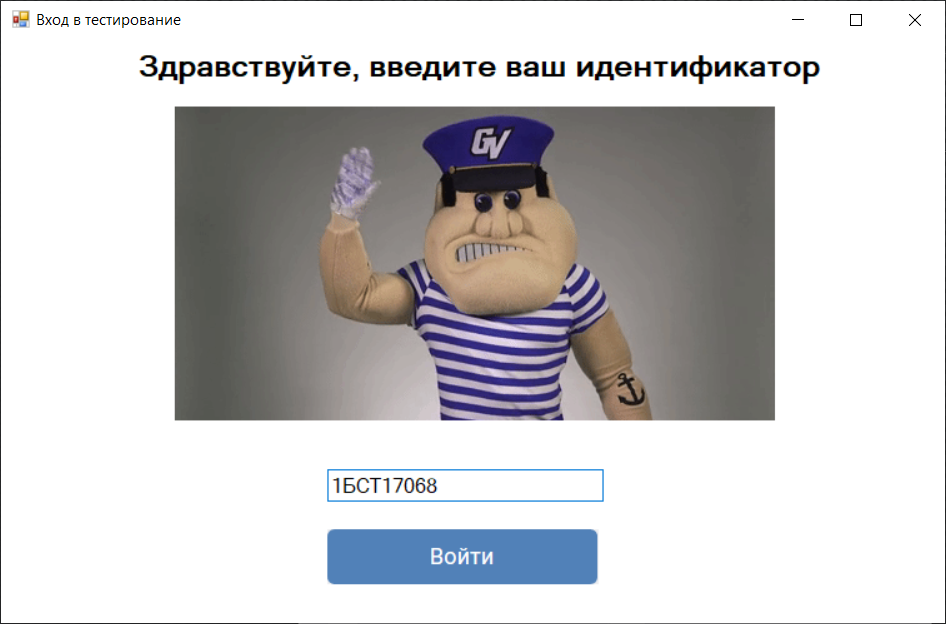 Вход в тестирование
Здравствуйте, введите ваш идентификатор
GV
1БСТ17068
Войти